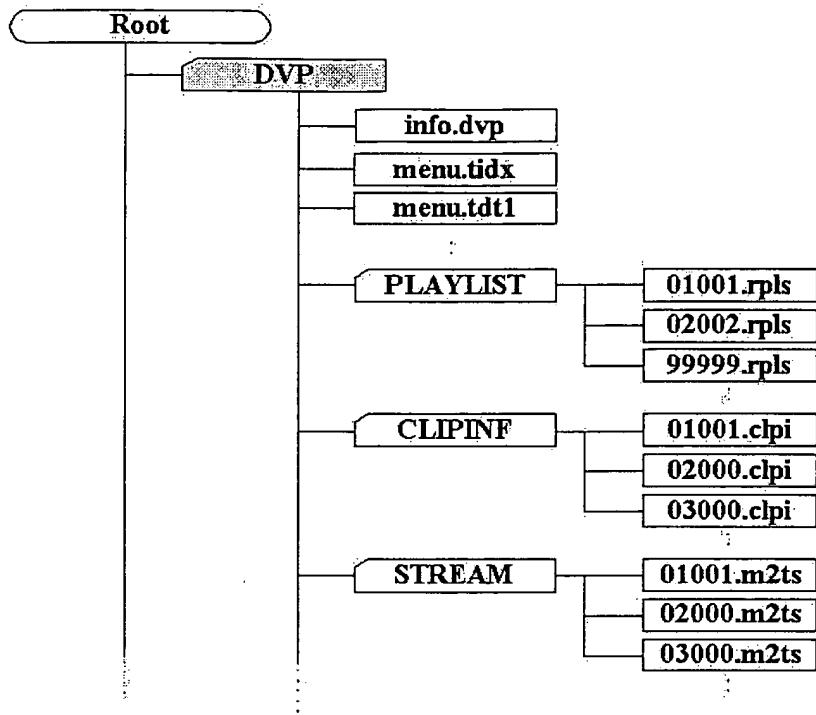 Root
DVP
info.dvp
menu.tidx
menu.tdt1
PLAYLIST
01001.rpls
02002.rpls
99999.rpls
CLIPINF
01001.clpi
02000.clpi
03000.clpi
STREAM
01001.m2ts
02000.m2ts
03000.m2ts